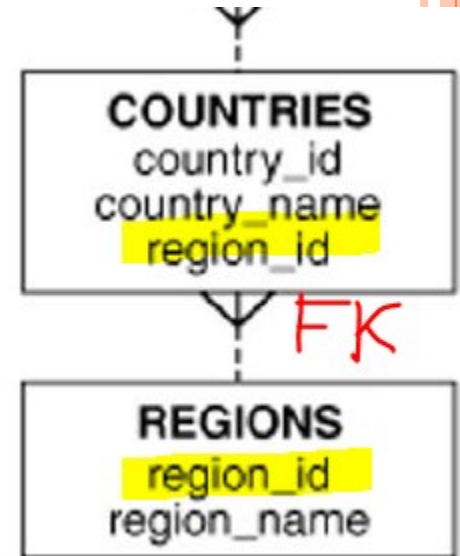 COUNTRIES
country_id
country_name
region_id
FK
REGIONS
region_id
region_name